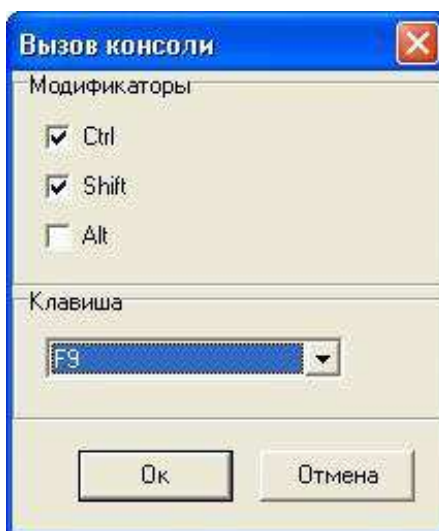 Вызов консоли
Модификаторы
Ctrl
Shift
Alt
Клавиша
F9
Ок
Отмена